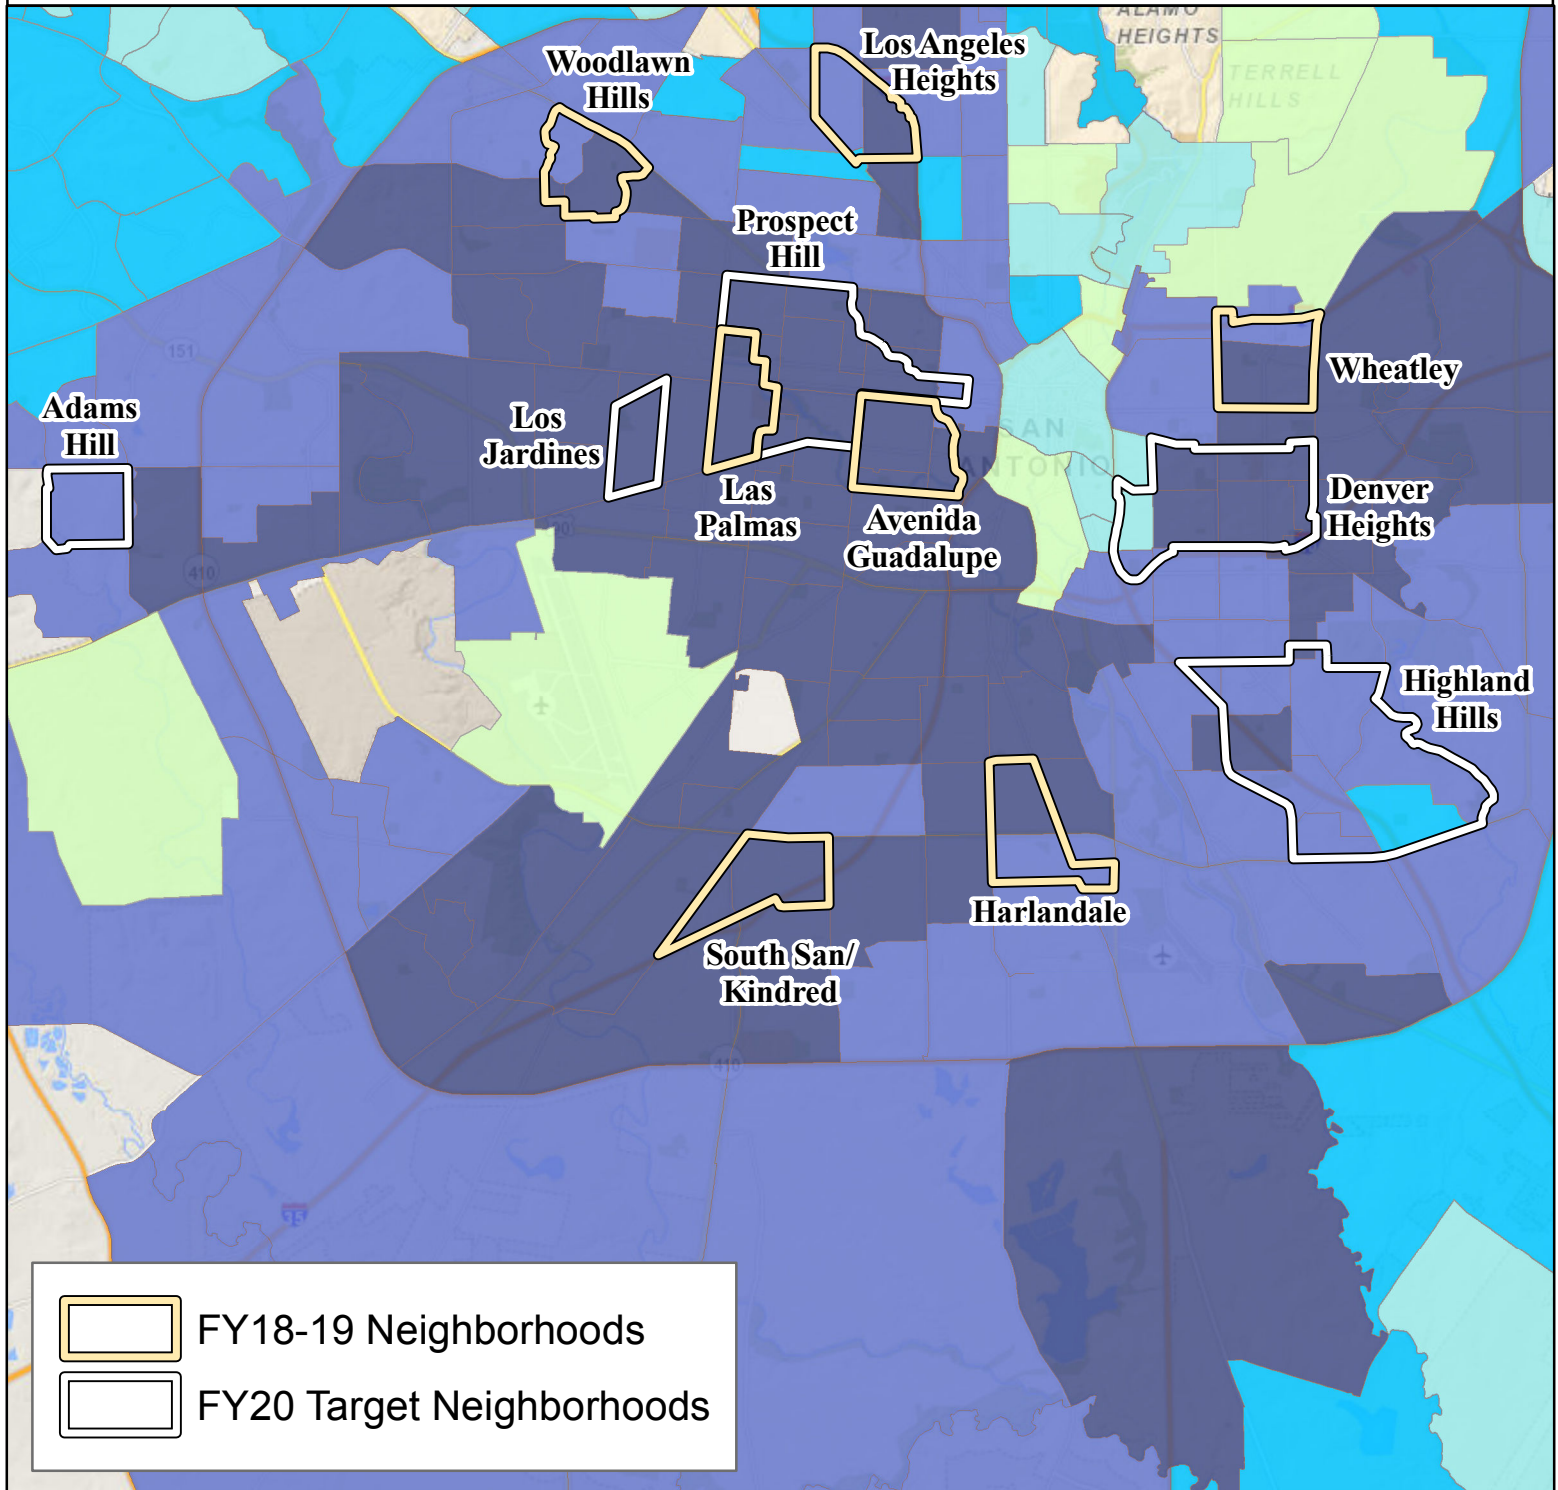 ALAMO
HEIGHTS
Los Angeles
Heights
Woodlawn
Hills
TERRELL
HILLS
Prospect
Hill
151
Wheatley
Adams
Hill
Los
Jardines
SAN
ANTONIO
Las
Palmas
Denver
Heights
Avenida
Guadalupe
90
410
Highland
Hills
Harlandale
South San/
Kindred
410
35
FY18-19 Neighborhoods
FY20 Target Neighborhoods